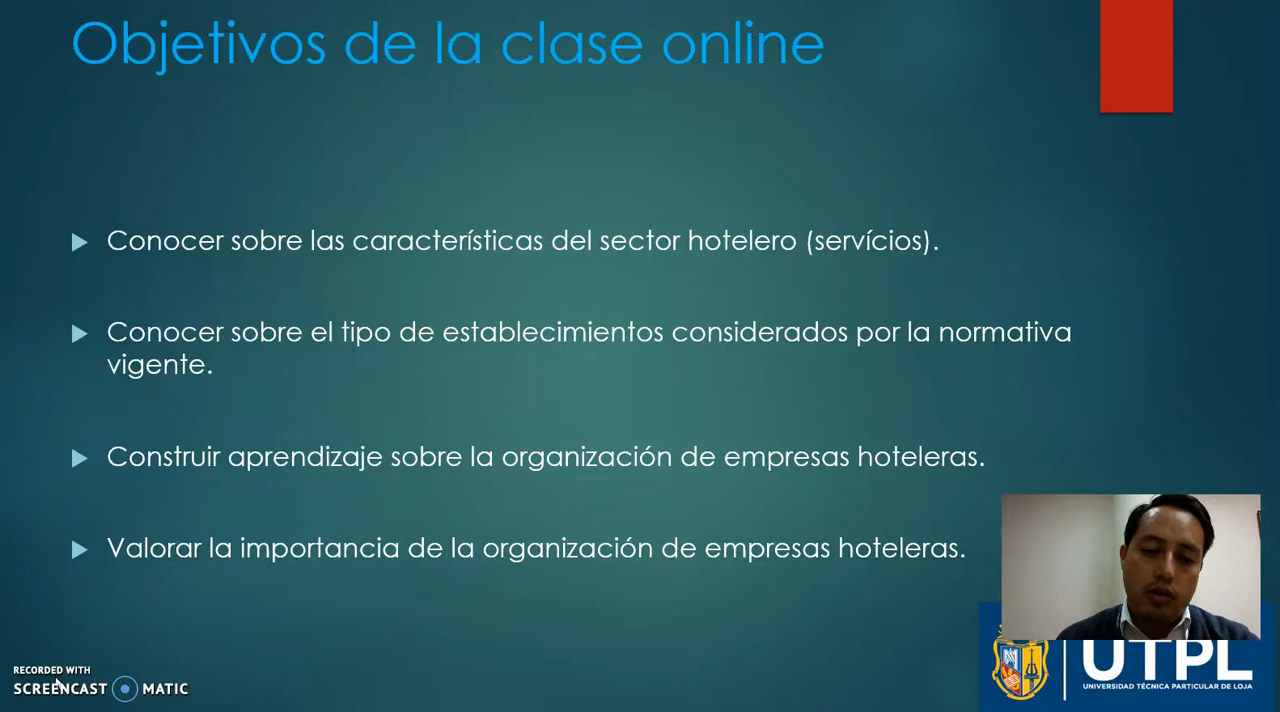 Objetivos de la clase online
Conocer sobre las características del sector hotelero (servícios).
Conocer sobre el tipo de establecimientos considerados por la normativa
vigente.
Construir aprendizaje sobre la organización de empresas hoteleras.
Valorar la importancia de la organización de empresas hoteleras.
RECORDED WITH
SCREENCAST MATIC
UTPL
UNIVERSIDAD TÉCNICA PARTICULAR DE LOJA